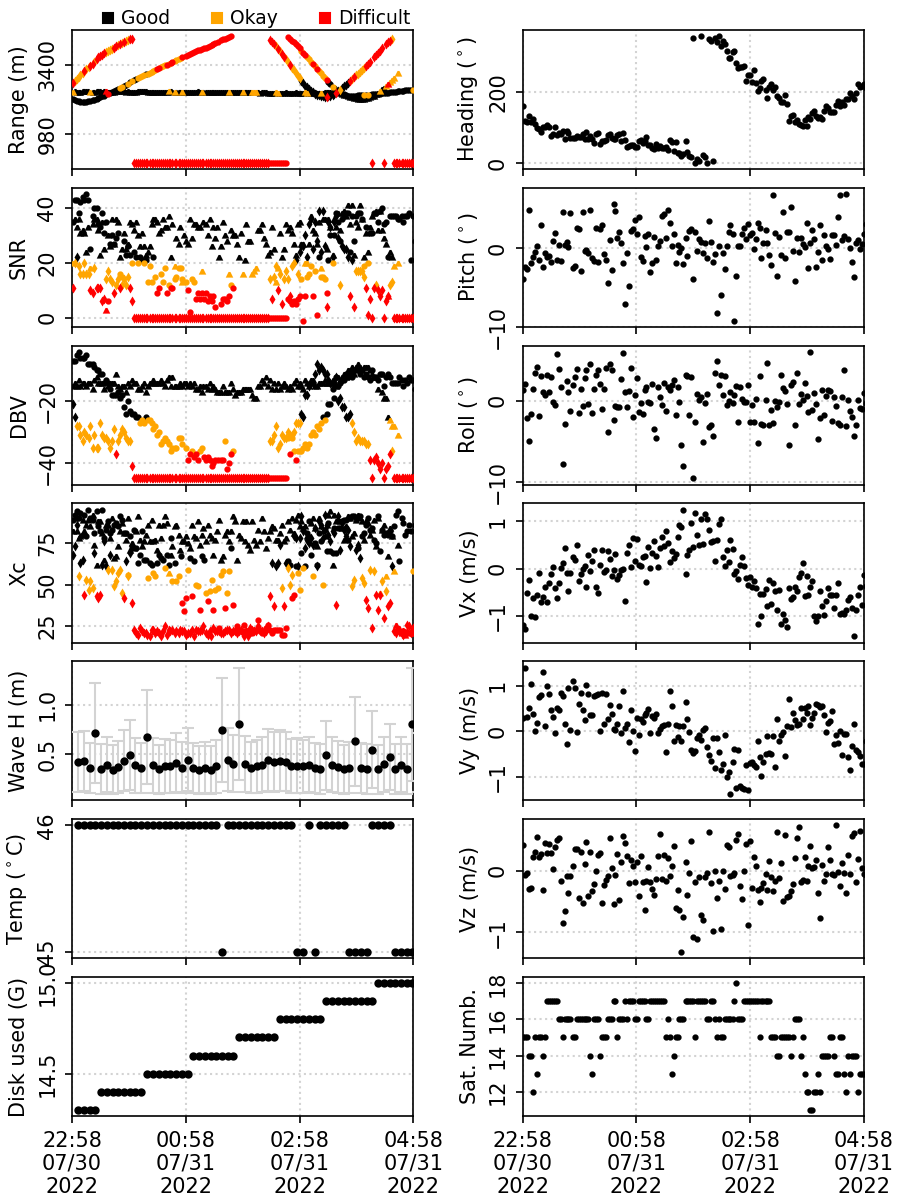 Good Okay Difficult
Range (m)
3400
980
Heading (°)
200
0
SNR
40
20
0
Pitch (°)
0
−10
DBV
−20
−40
Roll (°)
0
−10
Xc
75
50
25
Vx (m/s)
1
0
−1
Wave H (m)
1.0
0.5
Vy (m/s)
1
0
−1
Temp (°C)
46
45
Vz (m/s)
0
−1
Disk used (G)
15.0
14.5
Sat. Numb.
18
16
14
12
22:58 00:58 02:58 04:58
07/30 07/31 07/31 07/31
2022 2022 2022 2022
22:58 00:58 02:58 04:58
07/30 07/31 07/31 07/31
2022 2022 2022 2022